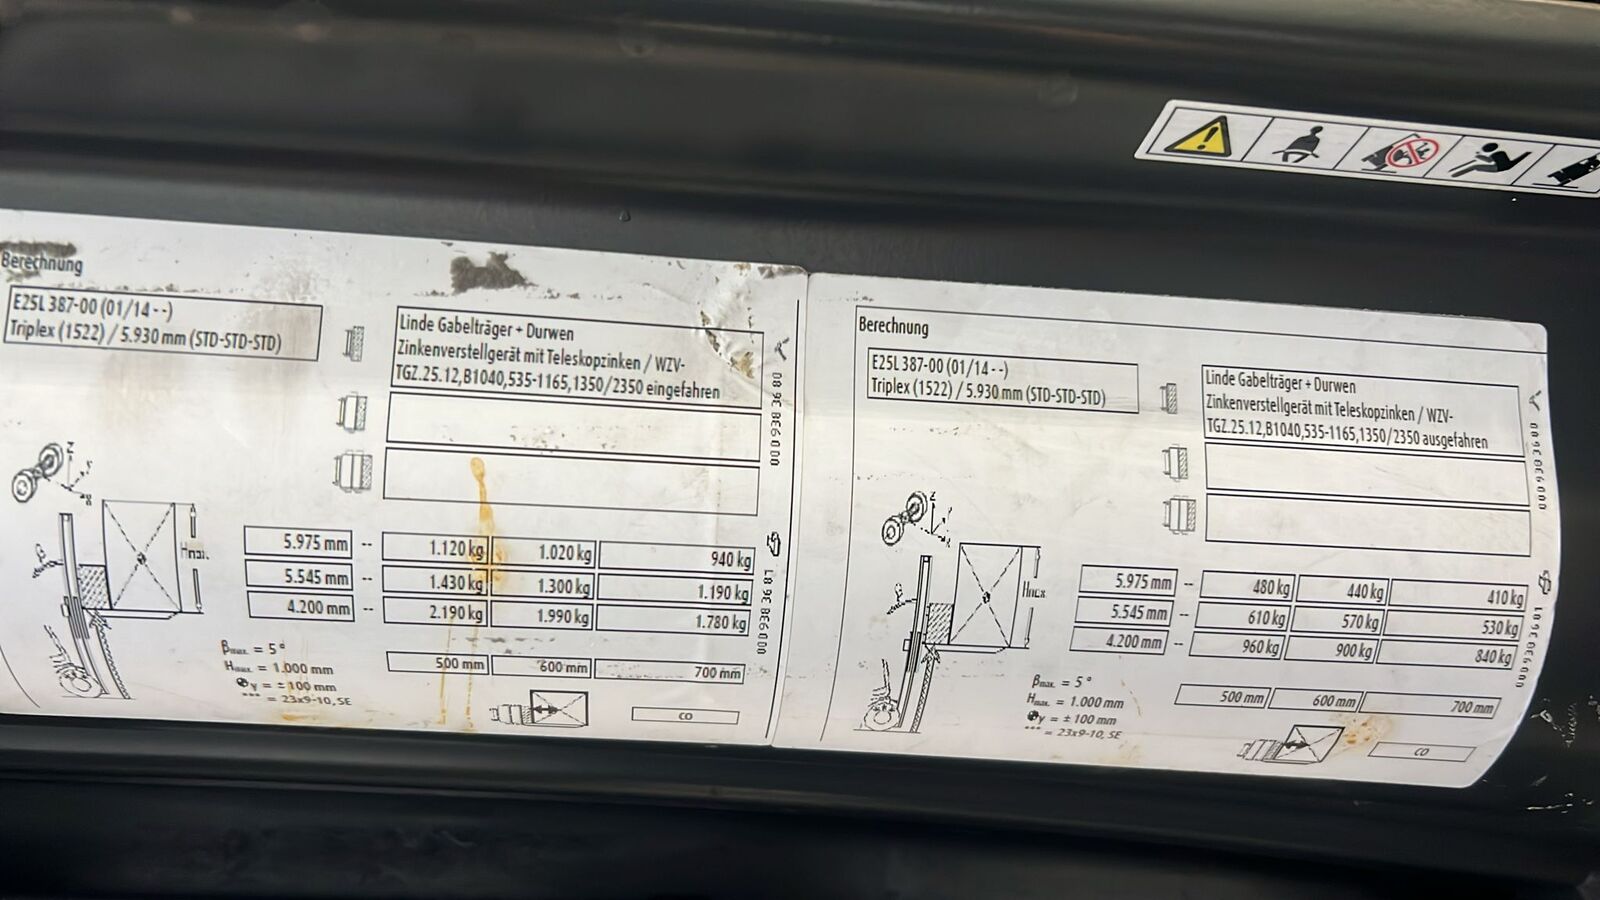 Berechnung
E25L 387-00 (01/14 - -)
Triplex (1522) / 5.930 mm (STD-STD-STD)
Linde Gabelträger + Durwen
Zinkenverstellgerät mit Teleskopzinken / WZV-
TGZ.25.12,B1040,535-1165,1350/2350 eingefahren
5.975 mm -- 1.120 kg 1.020 kg 940 kg
5.545 mm -- 1.430 kg 1.300 kg 1.190 kg
4.200 mm -- 2.190 kg 1.990 kg 1.780 kg
500 mm 600 mm 700 mm
βmax. = 5°
Hmax. = 1.000 mm
y = ± 100 mm
*** = 23x9-10, SE
CO
Berechnung
E25L 387-00 (01/14 - -)
Triplex (1522) / 5.930 mm (STD-STD-STD)
Linde Gabelträger + Durwen
Zinkenverstellgerät mit Teleskopzinken / WZV-
TGZ.25.12,B1040,535-1165,1350/2350 ausgefahren
5.975 mm -- 480 kg 440 kg 410 kg
5.545 mm -- 610 kg 570 kg 530 kg
4.200 mm -- 960 kg 900 kg 840 kg
500 mm 600 mm 700 mm
βmax. = 5°
Hmax. = 1.000 mm
y = ± 100 mm
*** = 23x9-10, SE
CO